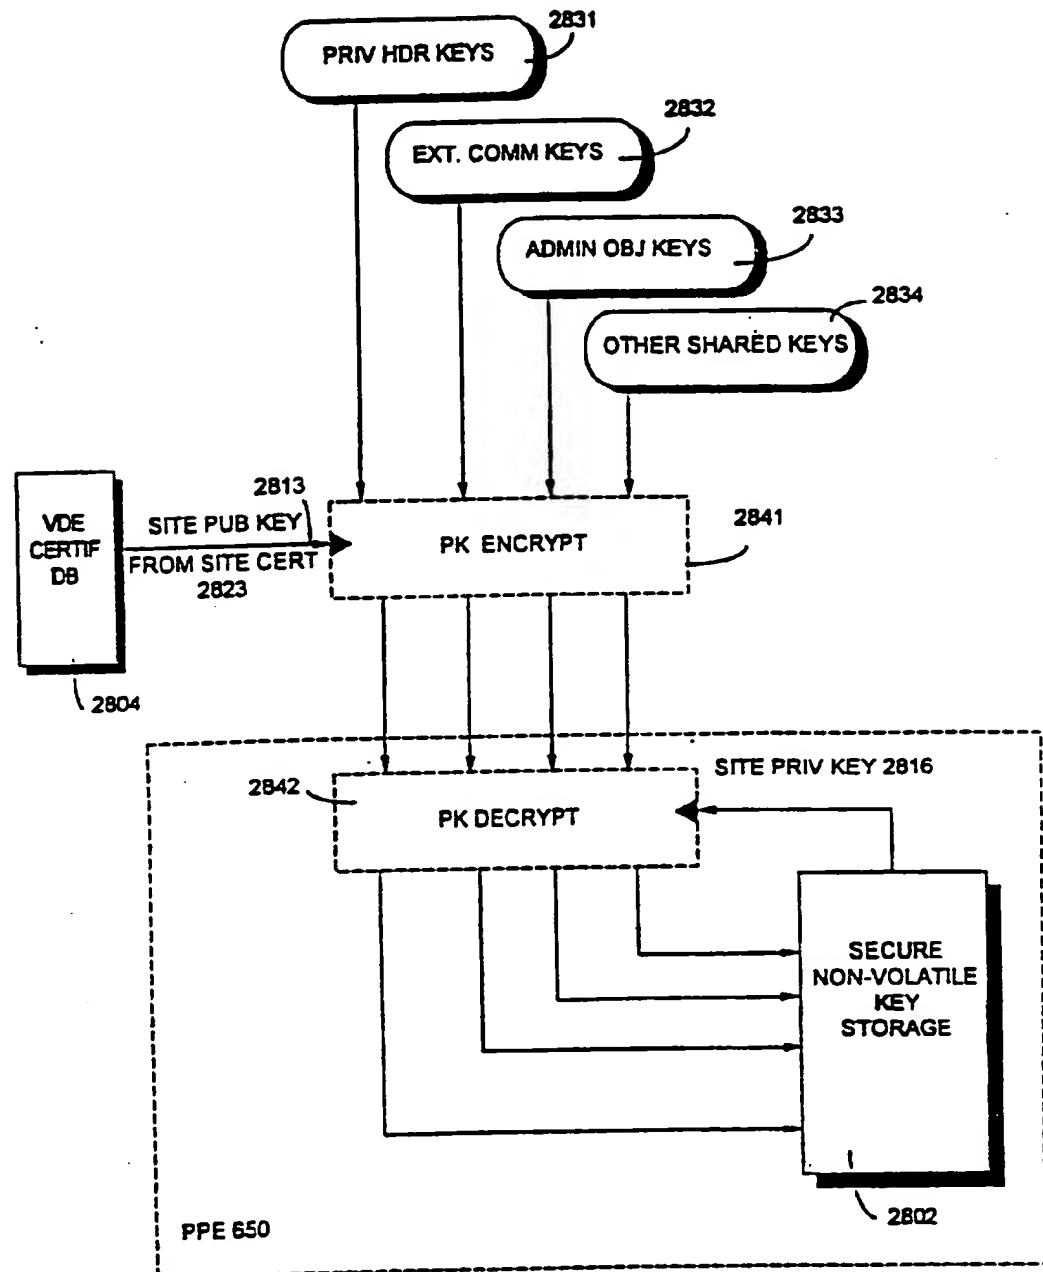 2831
PRIV HDR KEYS
2832
EXT. COMM KEYS
2833
ADMIN OBJ KEYS
2834
OTHER SHARED KEYS
2813
VDE
CERTIF
DB
SITE PUB KEY
FROM SITE CERT
2823
PK ENCRYPT
2841
2804
SITE PRIV KEY 2816
2842
PK DECRYPT
SECURE
NON-VOLATILE
KEY
STORAGE
2802
PPE 650